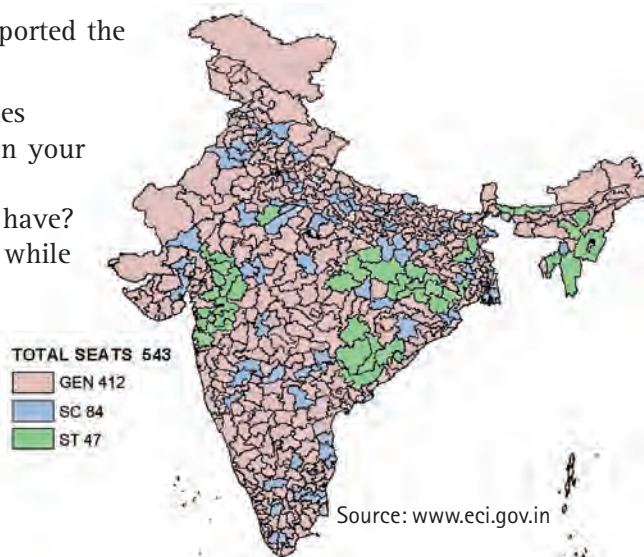 ported the
es
n your
have?
while
TOTAL SEATS 543
GEN 412
SC 84
ST 47
Source: www.eci.gov.in